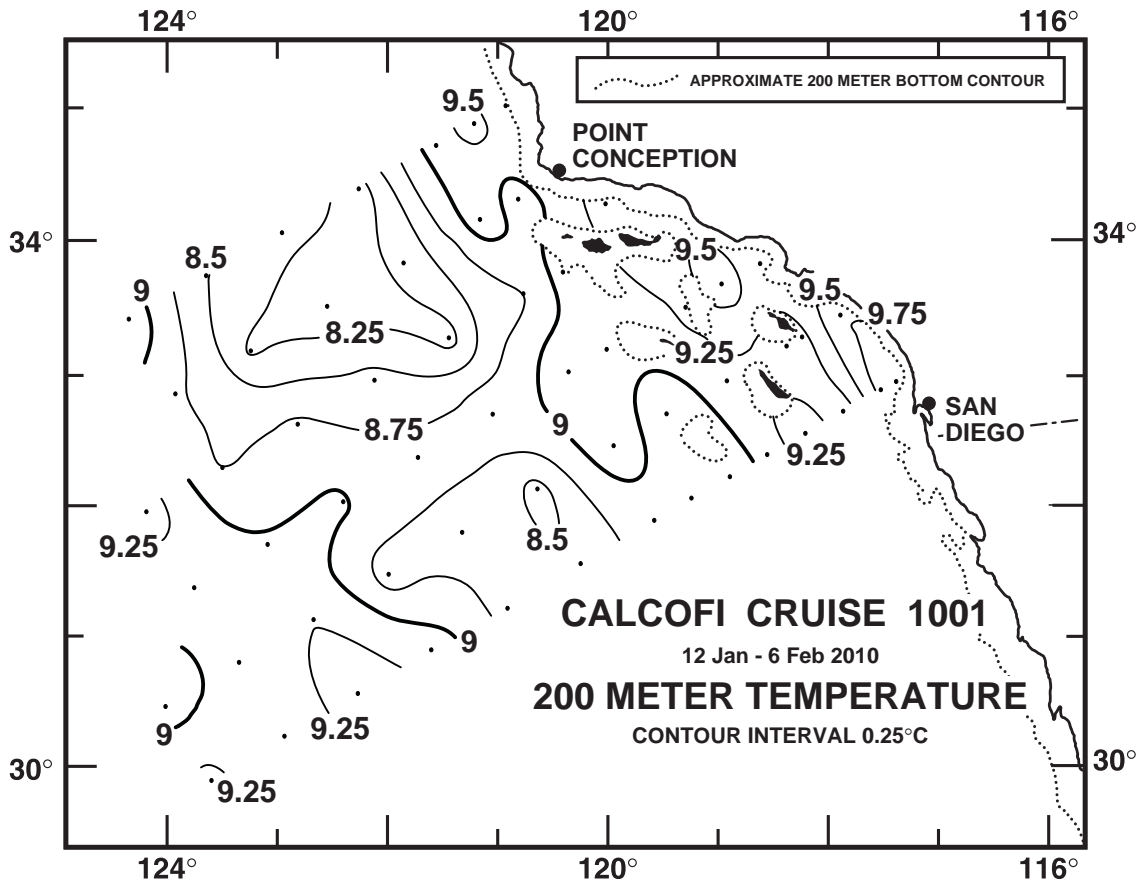 124° 120° 116°
APPROXIMATE 200 METER BOTTOM CONTOUR
9.5
POINT
CONCEPTION
34° 34°
9.5
8.5
9 9.5
9.75
8.25
9.25
SAN
DIEGO
9
8.75
9.25
8.5
9.25
CALCOFI CRUISE 1001
9
12 Jan - 6 Feb 2010
200 METER TEMPERATURE
9.25
9
CONTOUR INTERVAL 0.25°C
30° 30°
9.25
124° 120° 116°